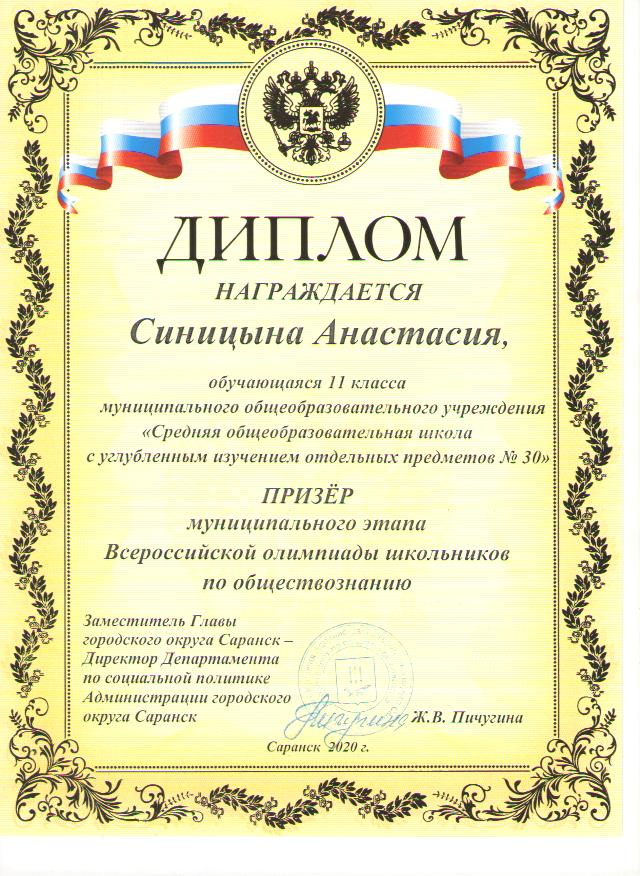 ДИПЛОМ
НАГРАЖДАЕТСЯ
Синицына Анастасия,
обучающаяся 11 класса
муниципального общеобразовательного учреждения
«Средняя общеобразовательная школа
с углубленным изучением отдельных предметов № 30»
ПРИЗЁР
муниципального этапа
Всероссийской олимпиады школьников
по обществознанию
Заместитель Главы
городского округа Саранск –
Директор Департамента
по социальной политике
Администрации городского
округа Саранск
Ж.В. Пичугина
Саранск 2020 г.